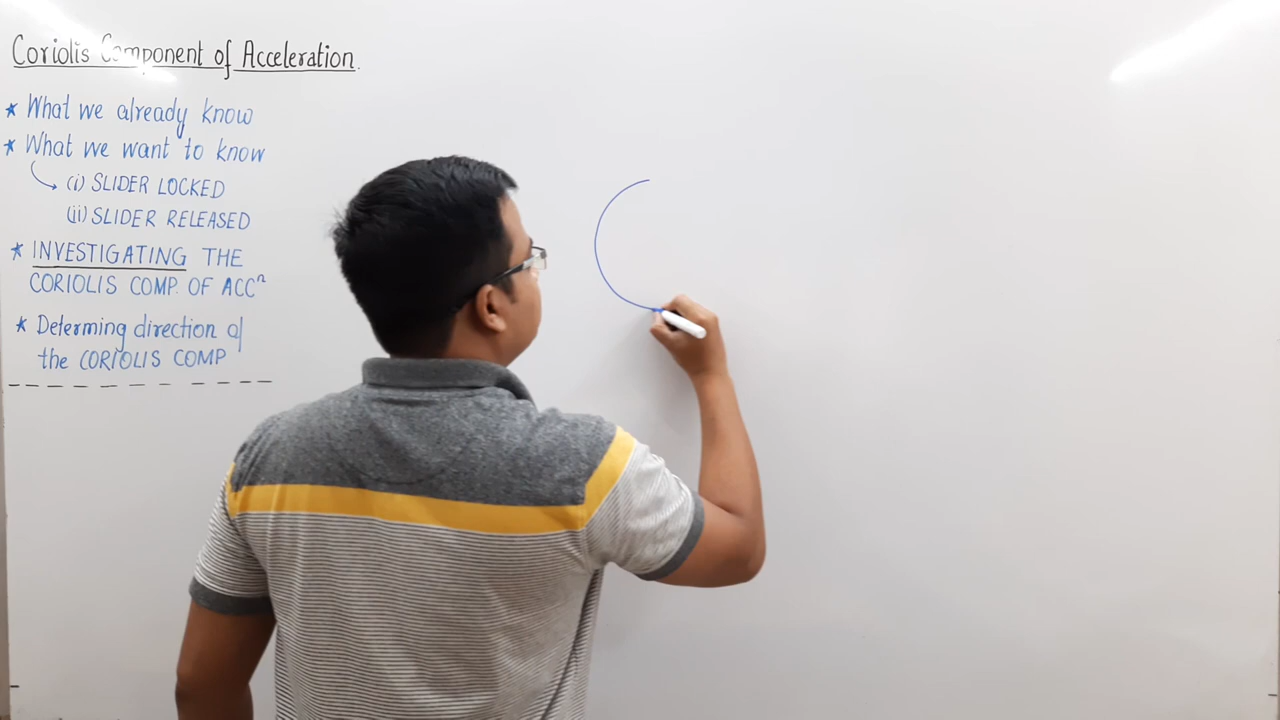 Coriolis Component of Acceleration.
* What we already know
* What we want to know
(i) SLIDER LOCKED
(ii) SLIDER RELEASED
* INVESTIGATING THE
CORIOLIS COMP. OF ACCⁿ
* Determing direction of
the CORIOLIS COMP